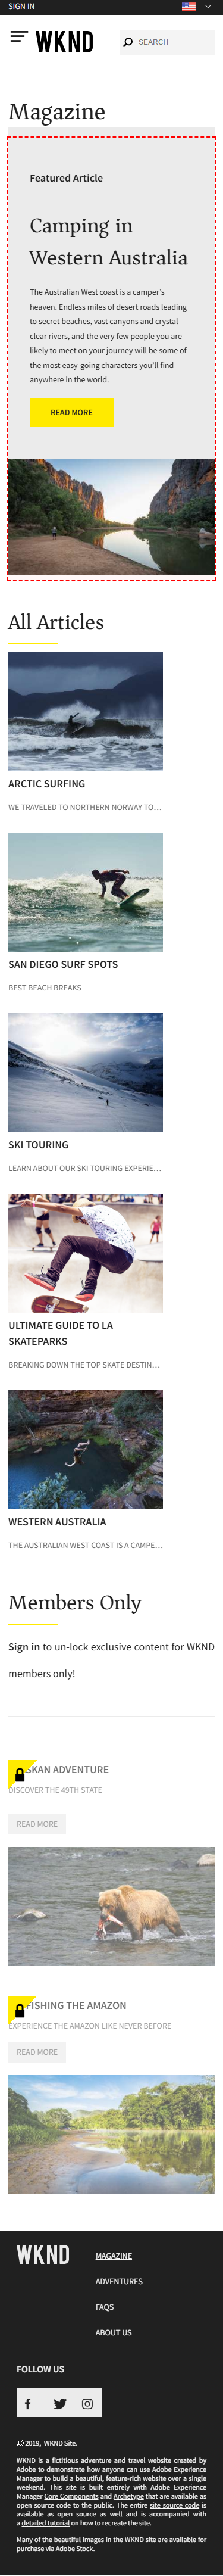 SIGN IN
WKND
SEARCH
Magazine
Featured Article
Camping in
Western Australia
The Australian West coast is a camper's
heaven. Endless miles of desert roads leading
to secret beaches, vast canyons and crystal
clear rivers, and the very few people you are
likely to meet on your journey will be some of
the most easy-going characters you'll find
anywhere in the world.
READ MORE
All Articles
ARCTIC SURFING
WE TRAVELED TO NORTHERN NORWAY TO…
SAN DIEGO SURF SPOTS
BEST BEACH BREAKS
SKI TOURING
LEARN ABOUT OUR SKI TOURING EXPERIE…
ULTIMATE GUIDE TO LA
SKATEPARKS
BREAKING DOWN THE TOP SKATE DESTIN…
WESTERN AUSTRALIA
THE AUSTRALIAN WEST COAST IS A CAMPE…
Members Only
Sign in to un-lock exclusive content for WKND
members only!
SKAN ADVENTURE
DISCOVER THE 49TH STATE
READ MORE
FISHING THE AMAZON
EXPERIENCE THE AMAZON LIKE NEVER BEFORE
READ MORE
WKND
MAGAZINE
ADVENTURES
FAQS
ABOUT US
FOLLOW US
© 2019, WKND Site.
WKND is a fictitious adventure and travel website created by
Adobe to demonstrate how anyone can use Adobe Experience
Manager to build a beautiful, feature-rich website over a single
weekend. This site is built entirely with Adobe Experience
Manager Core Components and Archetype that are available as
open source code to the public. The entire site source code is
available as open source as well and is accompanied with
a detailed tutorial on how to recreate the site.
Many of the beautiful images in the WKND site are available for
purchase via Adobe Stock.